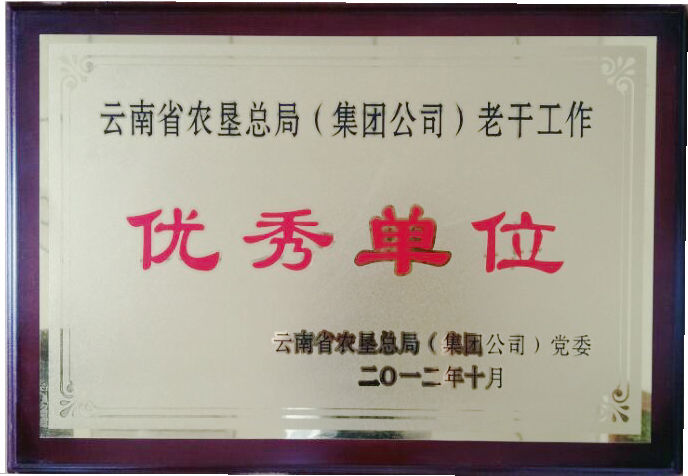 云南省农垦总局（集团公司）老干工作
优秀单位
云南省农垦总局（集团公司）党委
二〇一二年十月